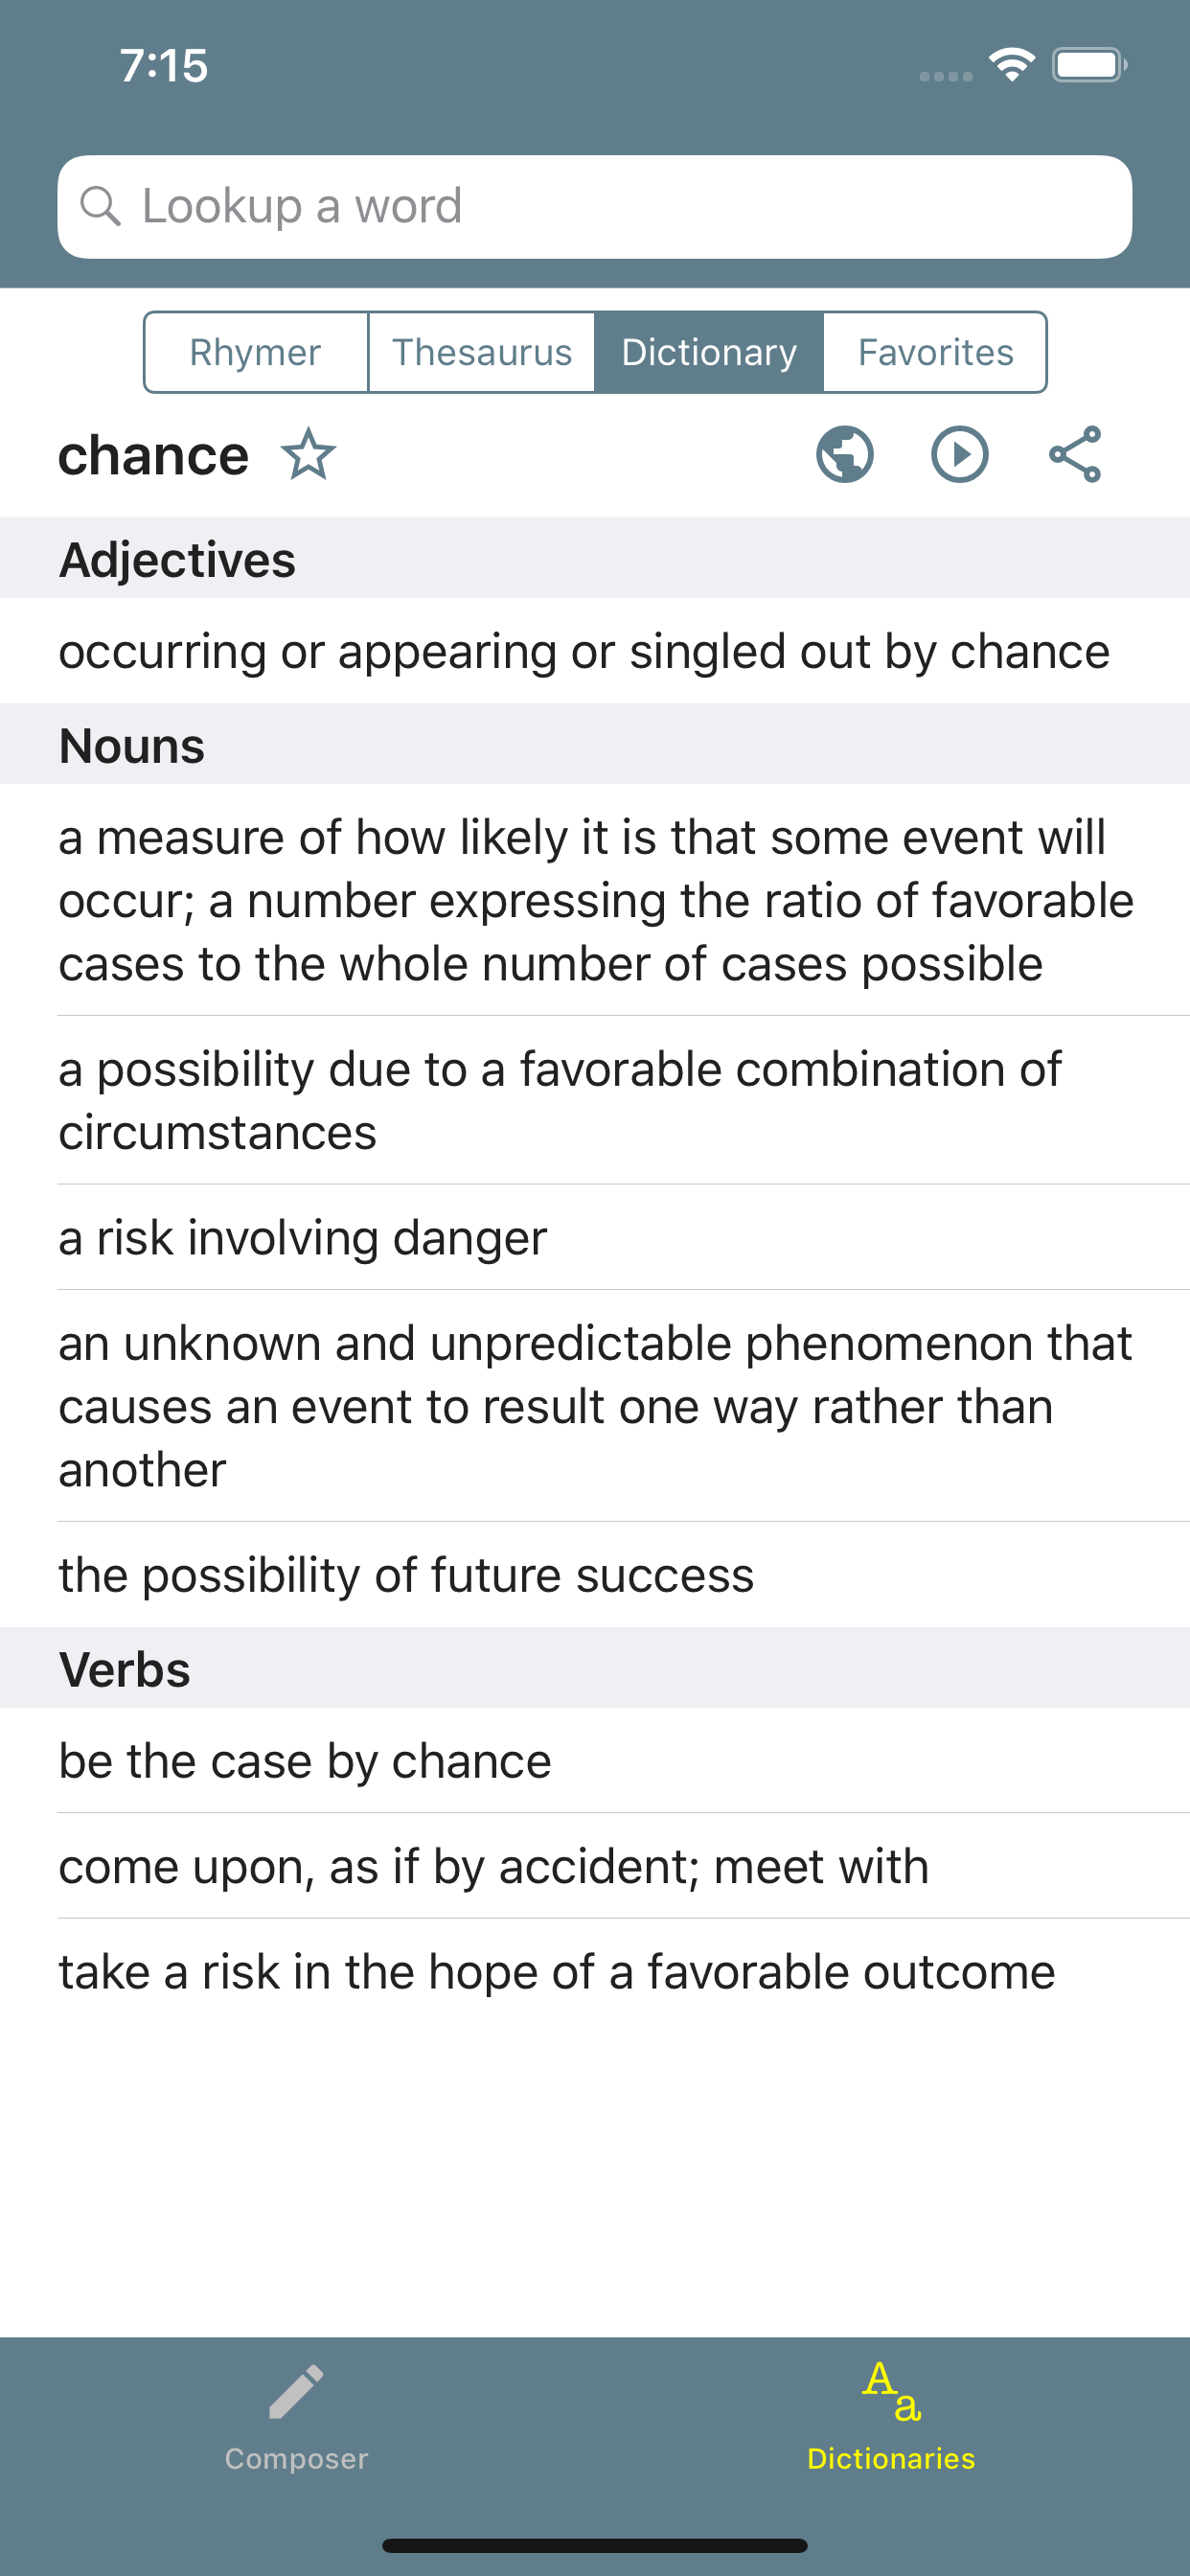 7:15
Lookup a word
Rhymer Thesaurus Dictionary Favorites
chance
Adjectives
occurring or appearing or singled out by chance
Nouns
a measure of how likely it is that some event will
occur; a number expressing the ratio of favorable
cases to the whole number of cases possible
a possibility due to a favorable combination of
circumstances
a risk involving danger
an unknown and unpredictable phenomenon that
causes an event to result one way rather than
another
the possibility of future success
Verbs
be the case by chance
come upon, as if by accident; meet with
take a risk in the hope of a favorable outcome
Aa
Composer Dictionaries